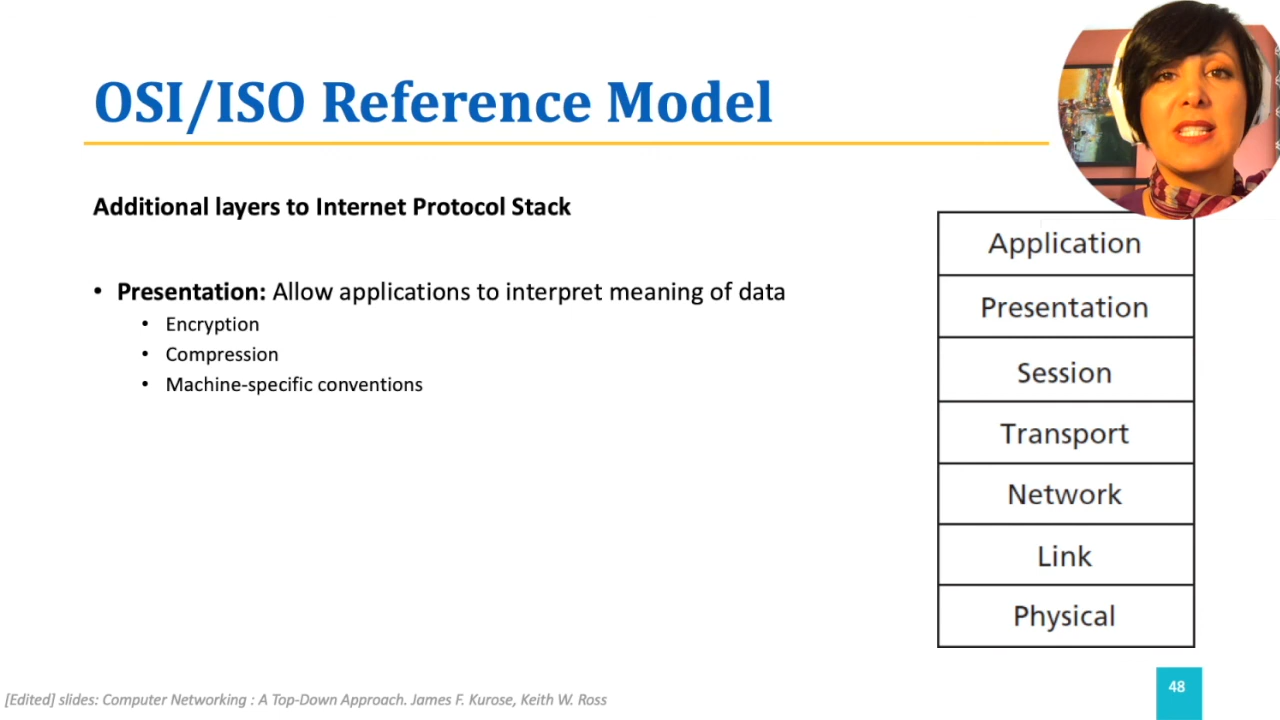 OSI/ISO Reference Model
Additional layers to Internet Protocol Stack
• Presentation: Allow applications to interpret meaning of data
• Encryption
• Compression
• Machine-specific conventions
Application
Presentation
Session
Transport
Network
Link
Physical
[Edited] slides: Computer Networking : A Top-Down Approach. James F. Kurose, Keith W. Ross
48